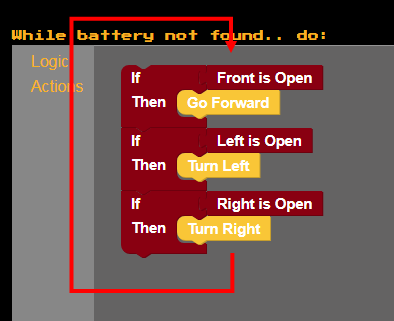 While battery not found.. do:
Logic
Actions
If Front is Open
Then Go Forward
If Left is Open
Then Turn Left
If Right is Open
Then Turn Right